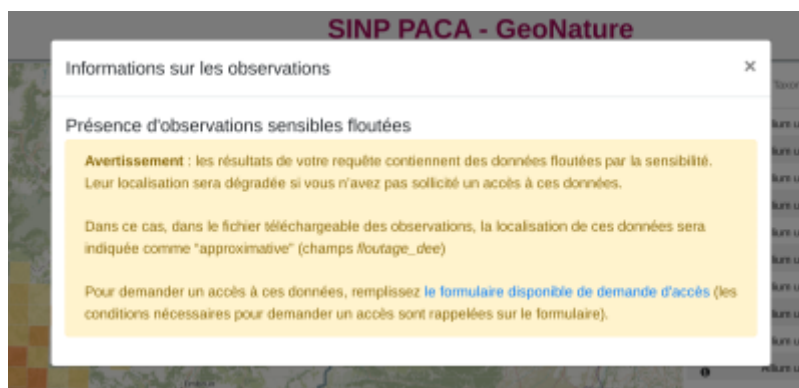 SINP PACA - GeoNature
Informations sur les observations
×
Présence d'observations sensibles floutées
Avertissement : les résultats de votre requête contiennent des données floutées par la sensibilité.
Leur localisation sera dégradée si vous n'avez pas sollicité un accès à ces données.
Dans ce cas, dans le fichier téléchargeable des observations, la localisation de ces données sera
indiquée comme "approximative" (champs floutage_dee)
Pour demander un accès à ces données, remplissez le formulaire disponible de demande d'accès (les
conditions nécessaires pour demander un accès sont rappelées sur le formulaire).